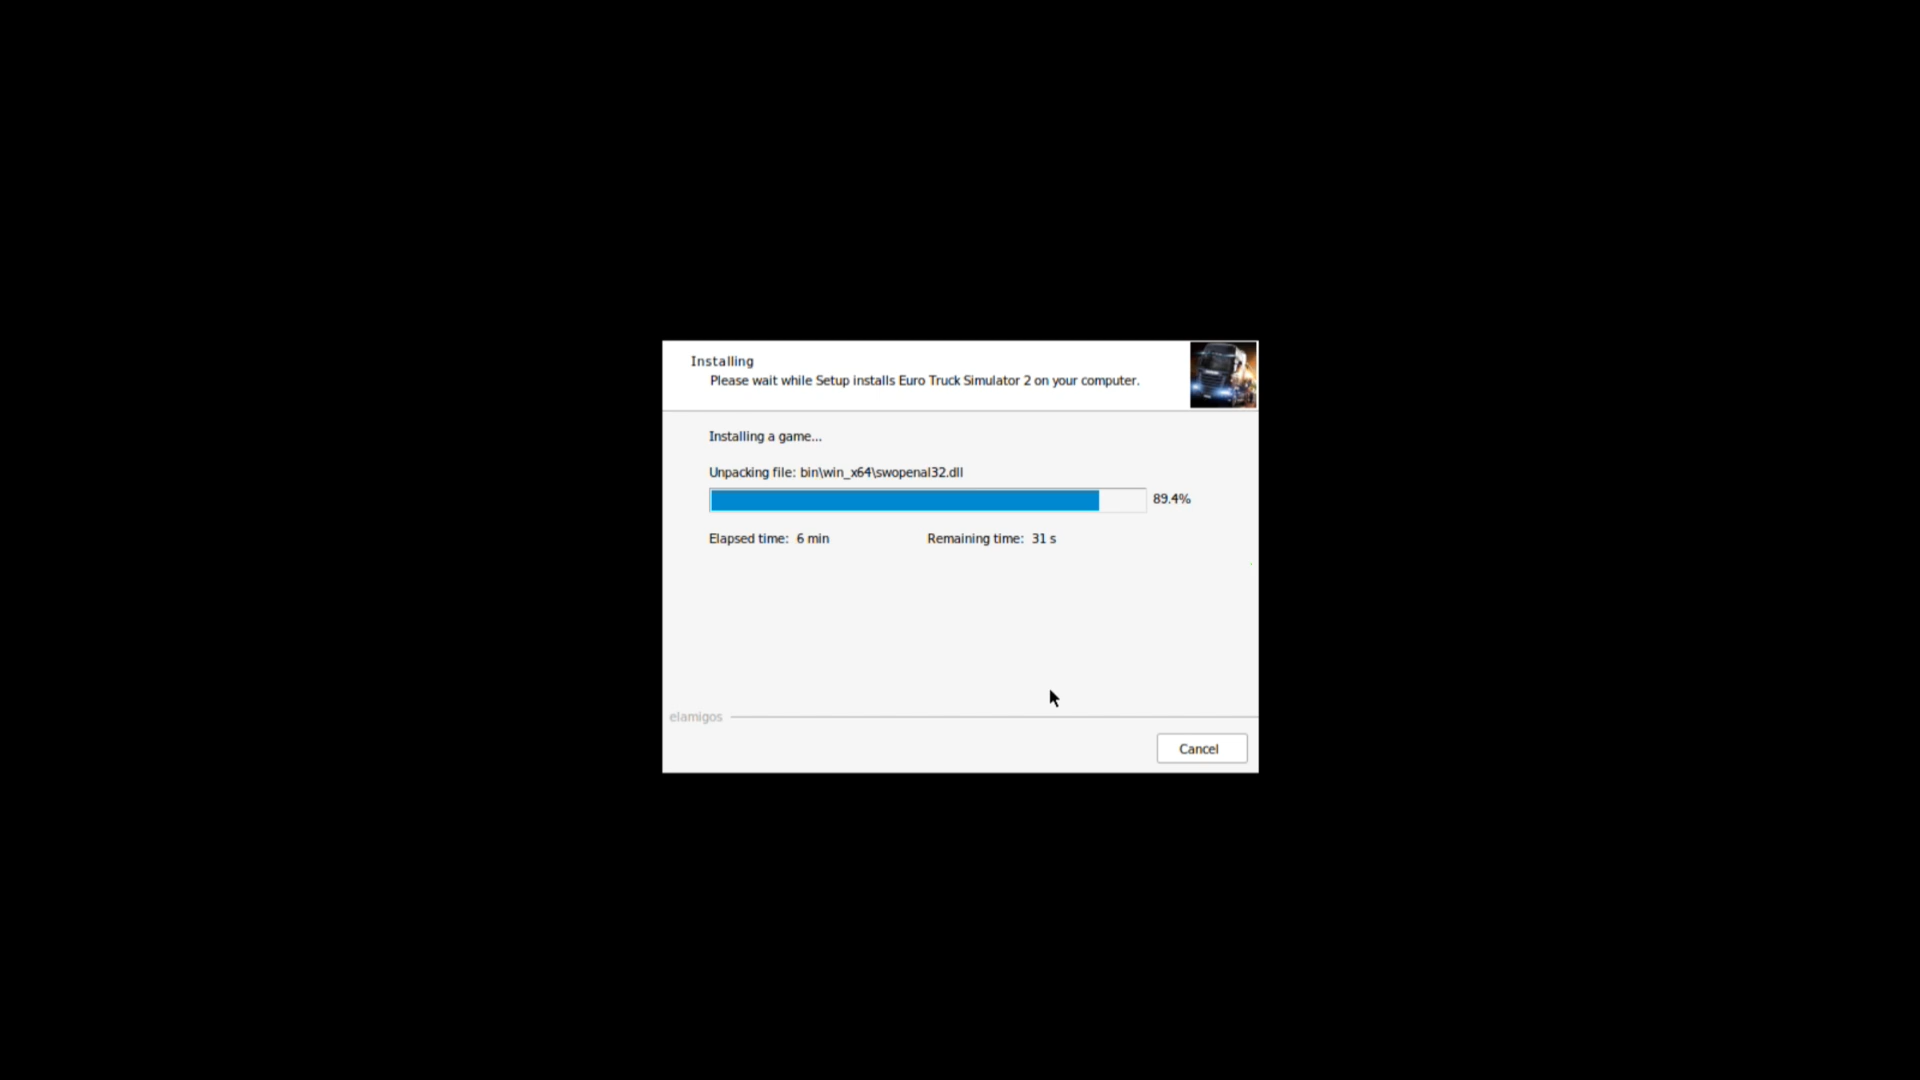 Installing
Please wait while Setup installs Euro Truck Simulator 2 on your computer.
Installing a game...
Unpacking file: bin\win_x64\swopenal32.dll
89.4%
Elapsed time: 6 min Remaining time: 31 s
elamigos
Cancel